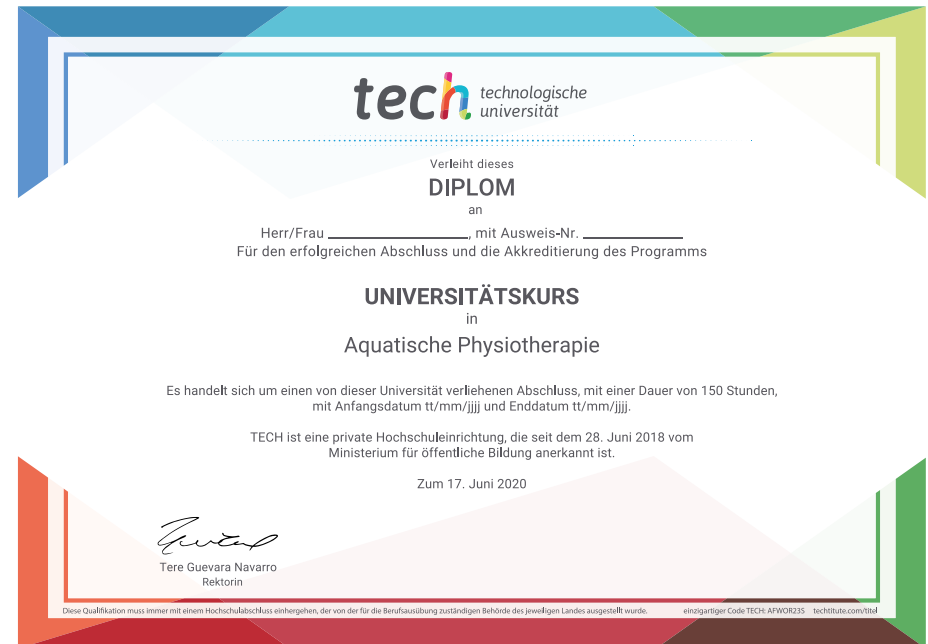 tech technologische
universität
Verleiht dieses
DIPLOM
an
Herr/Frau ____________, mit Ausweis-Nr. ____________
Für den erfolgreichen Abschluss und die Akkreditierung des Programms
UNIVERSITÄTSKURS
in
Aquatische Physiotherapie
Es handelt sich um einen von dieser Universität verliehenen Abschluss, mit einer Dauer von 150 Stunden,
mit Anfangsdatum tt/mm/jjjj und Enddatum tt/mm/jjjj.
TECH ist eine private Hochschuleinrichtung, die seit dem 28. Juni 2018 vom
Ministerium für öffentliche Bildung anerkannt ist.
Zum 17. Juni 2020
Tere Guevara Navarro
Rektorin
Diese Qualifikation muss immer mit einem Hochschulabschluss einhergehen, der von der für die Berufsausübung zuständigen Behörde des jeweiligen Landes ausgestellt wurde. einzigartiger Code TECH: AFWOR23S techtitute.com/titel